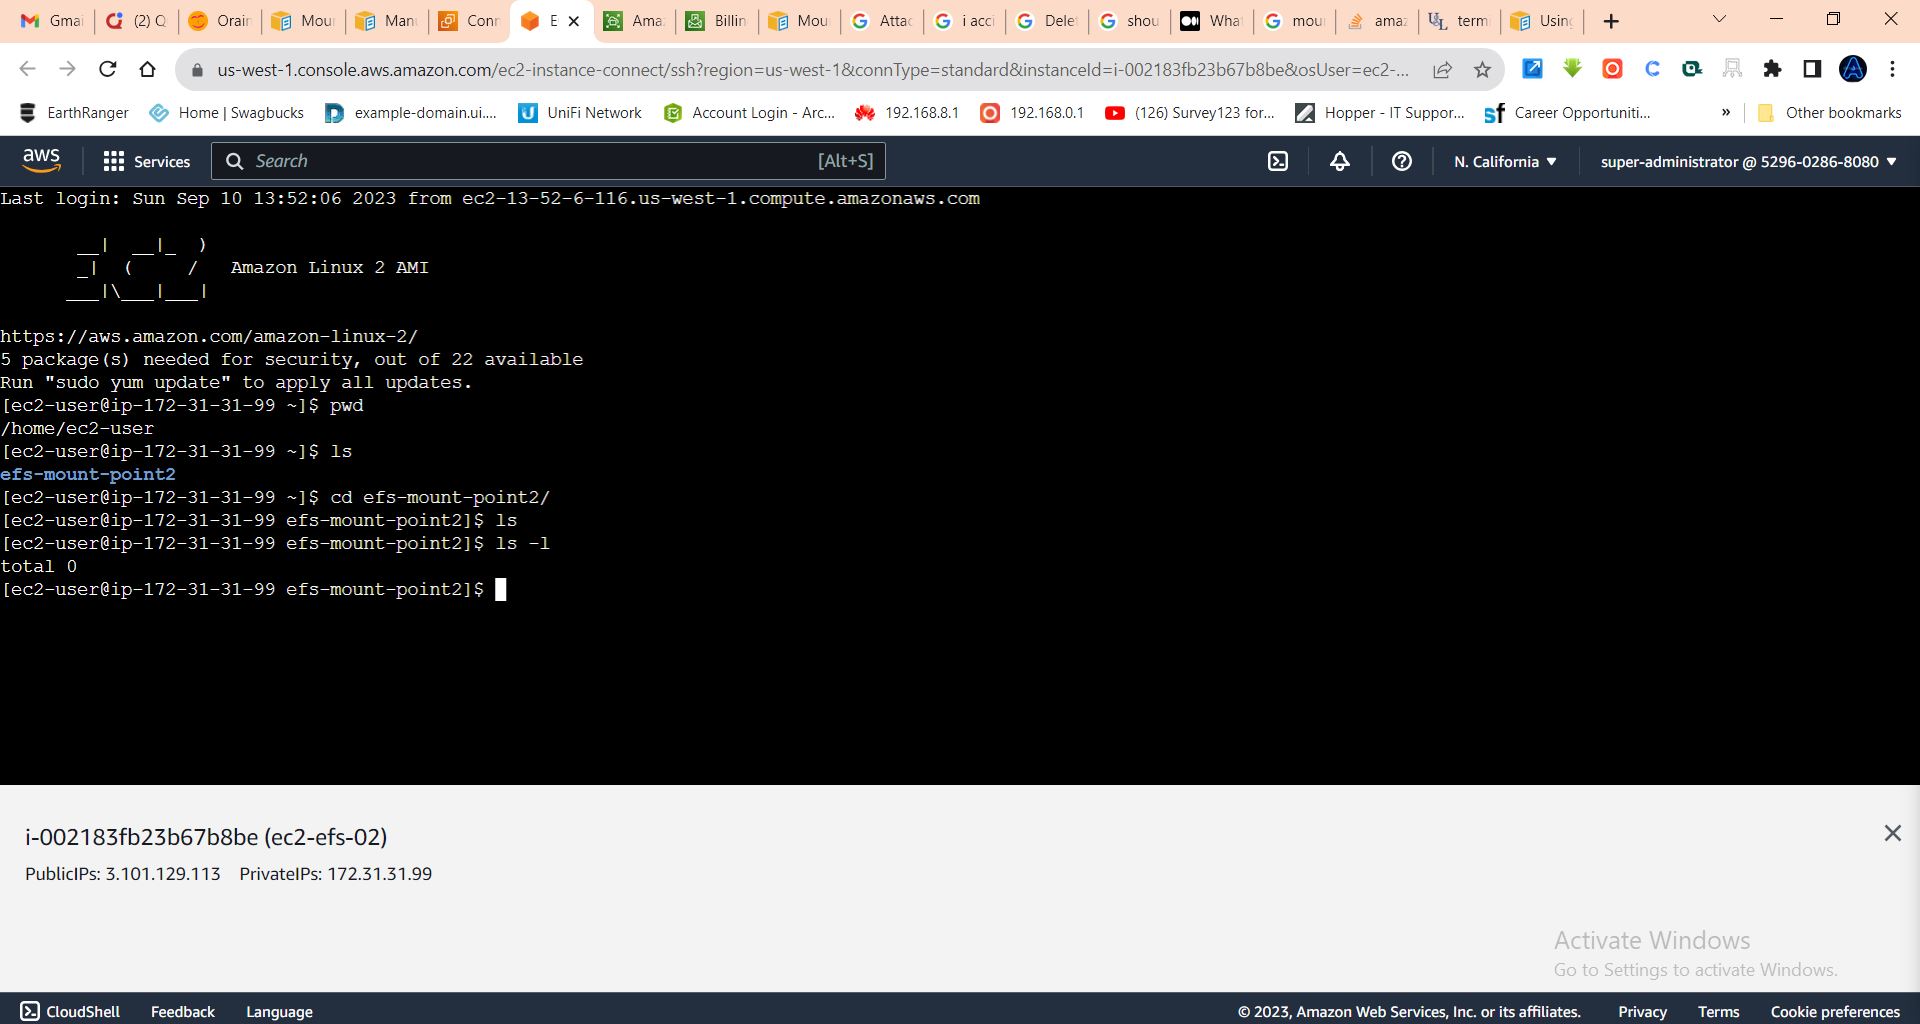 Gmai (2) Q Orair Mou Man Conn E Ama: Billin Mou Attac i acci Dele shou What mour amaz termi Using
us-west-1.console.aws.amazon.com/ec2-instance-connect/ssh?region=us-west-1&connType=standard&instanceId=i-002183fb23b67b8be&osUser=ec2-...
EarthRanger Home | Swagbucks example-domain.ui.... UniFi Network Account Login - Arc... 192.168.8.1 192.168.0.1 (126) Survey123 for... Hopper - IT Suppor... Career Opportuniti... » Other bookmarks
aws Services Search [Alt+S] N. California super-administrator @ 5296-0286-8080
Last login: Sun Sep 10 13:52:06 2023 from ec2-13-52-6-116.us-west-1.compute.amazonaws.com
__|  __|_  )
_|  (     /   Amazon Linux 2 AMI
___|\___|___|
https://aws.amazon.com/amazon-linux-2/
5 package(s) needed for security, out of 22 available
Run "sudo yum update" to apply all updates.
[ec2-user@ip-172-31-31-99 ~]$ pwd
/home/ec2-user
[ec2-user@ip-172-31-31-99 ~]$ ls
efs-mount-point2
[ec2-user@ip-172-31-31-99 ~]$ cd efs-mount-point2/
[ec2-user@ip-172-31-31-99 efs-mount-point2]$ ls
[ec2-user@ip-172-31-31-99 efs-mount-point2]$ ls -l
total 0
[ec2-user@ip-172-31-31-99 efs-mount-point2]$
i-002183fb23b67b8be (ec2-efs-02)
PublicIPs: 3.101.129.113 PrivateIPs: 172.31.31.99
Activate Windows
Go to Settings to activate Windows.
CloudShell Feedback Language © 2023, Amazon Web Services, Inc. or its affiliates. Privacy Terms Cookie preferences